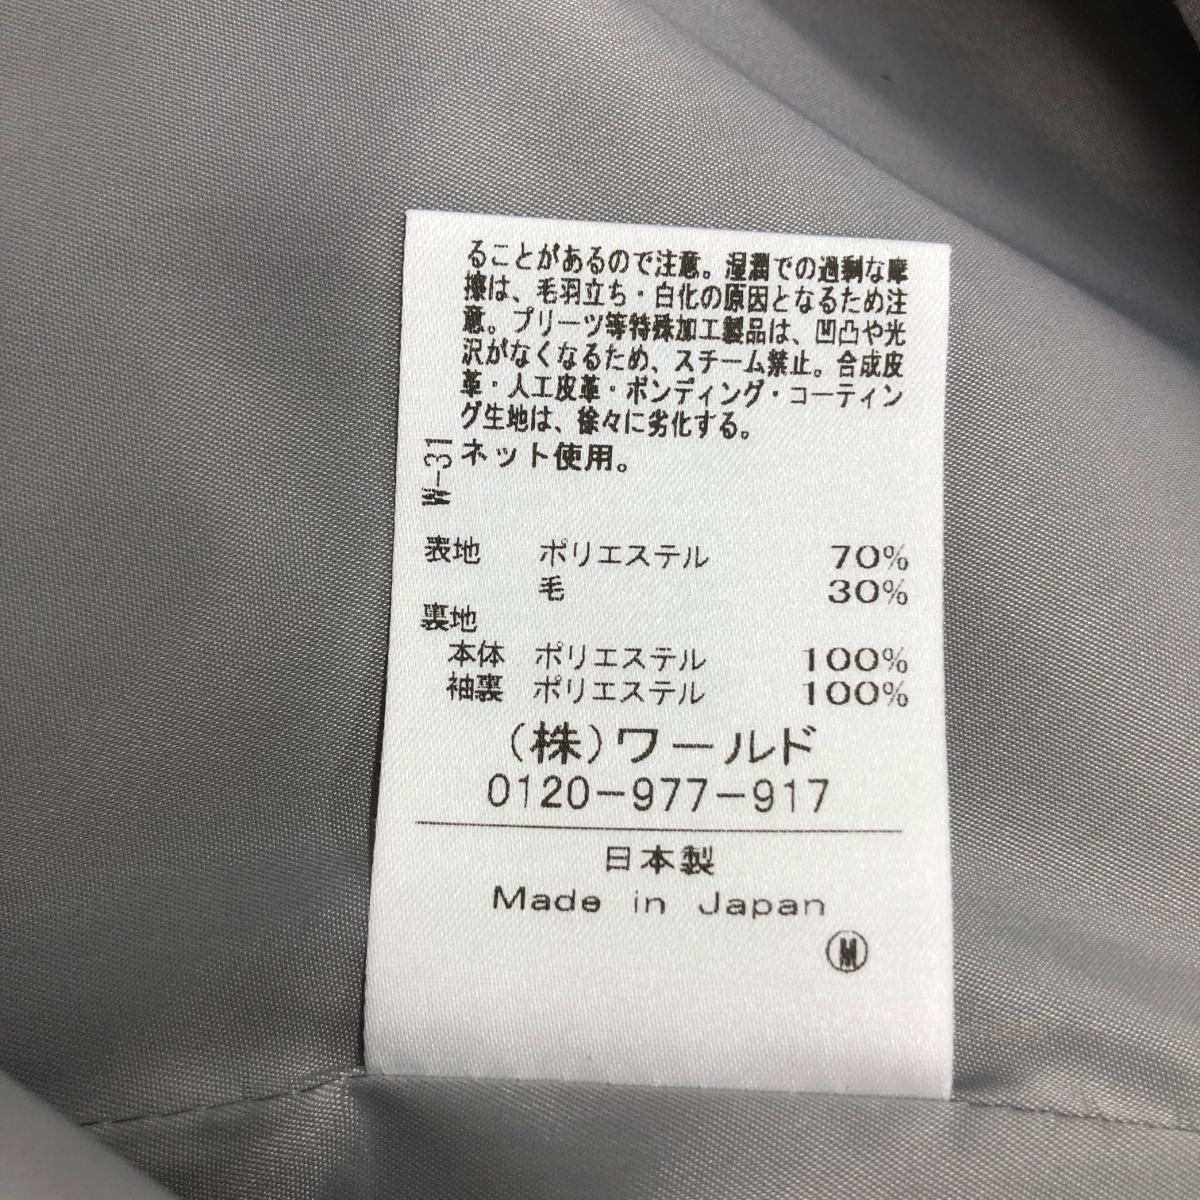 ることがあるので注意。湿潤での過剰な摩
擦は、毛羽立ち・白化の原因となるため注
意。プリーツ等特殊加工製品は、凹凸や光
沢がなくなるため、スチーム禁止。合成皮
革・人工皮革・ボンディング・コーティン
グ生地は、徐々に劣化する。
ネット使用。
W-31
表地 ポリエステル 70%
毛 30%
裏地
本体 ポリエステル 100%
袖裏 ポリエステル 100%
(株)ワールド
0120-977-917
日本製
Made in Japan
Ⓜ